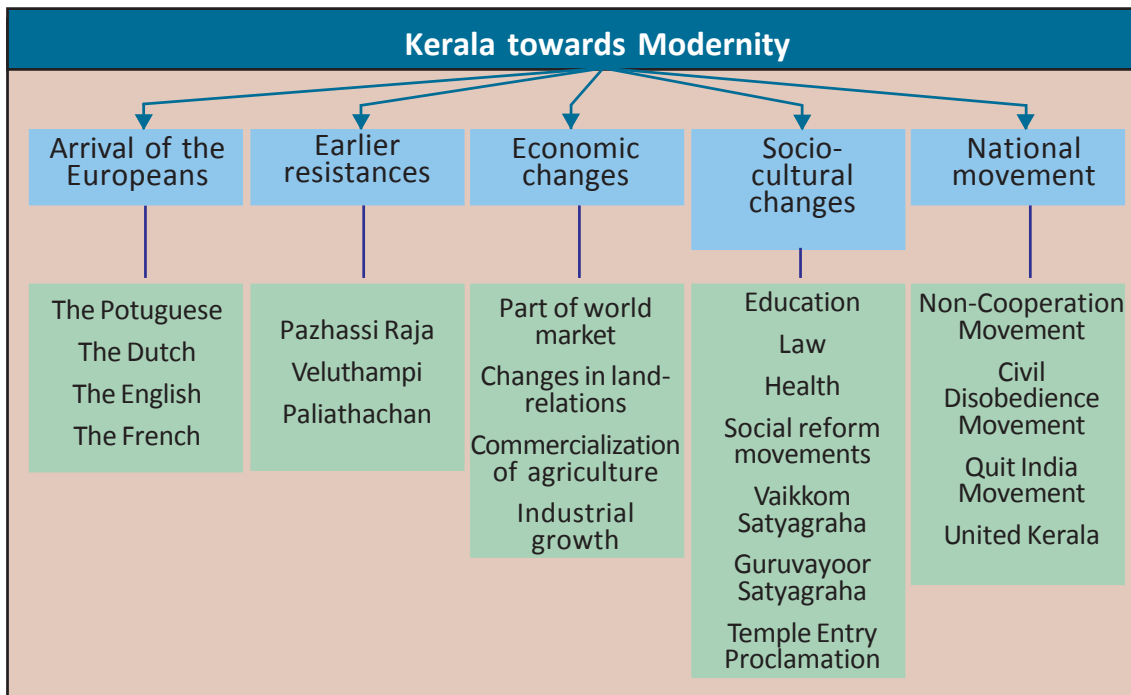 Kerala towards Modernity
Arrival of the
Europeans
The Potuguese
The Dutch
The English
The French
Earlier
resistances
Pazhassi Raja
Veluthampi
Paliathachan
Economic
changes
Part of world
market
Changes in land-
relations
Commercialization
of agriculture
Industrial
growth
Socio-
cultural
changes
Education
Law
Health
Social reform
movements
Vaikkom
Satyagraha
Guruvayoor
Satyagraha
Temple Entry
Proclamation
National
movement
Non-Cooperation
Movement
Civil
Disobedience
Movement
Quit India
Movement
United Kerala